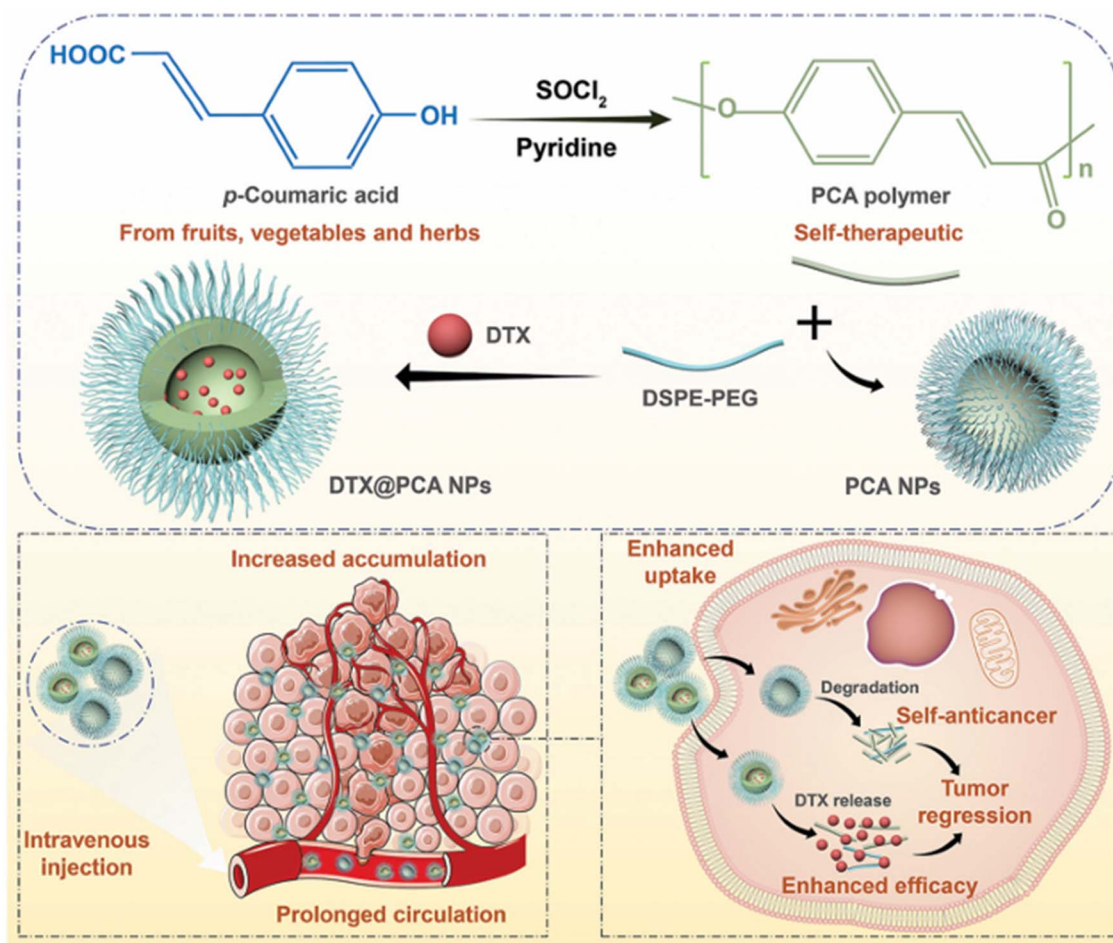 HOOC
OH
SOCl₂
Pyridine
O
n
O
p-Coumaric acid
PCA polymer
From fruits, vegetables and herbs
Self-therapeutic
DTX
+
DSPE-PEG
DTX@PCA NPs
PCA NPs
Increased accumulation
Intravenous
injection
Prolonged circulation
Enhanced
uptake
Degradation
Self-anticancer
DTX release
Tumor
regression
Enhanced efficacy